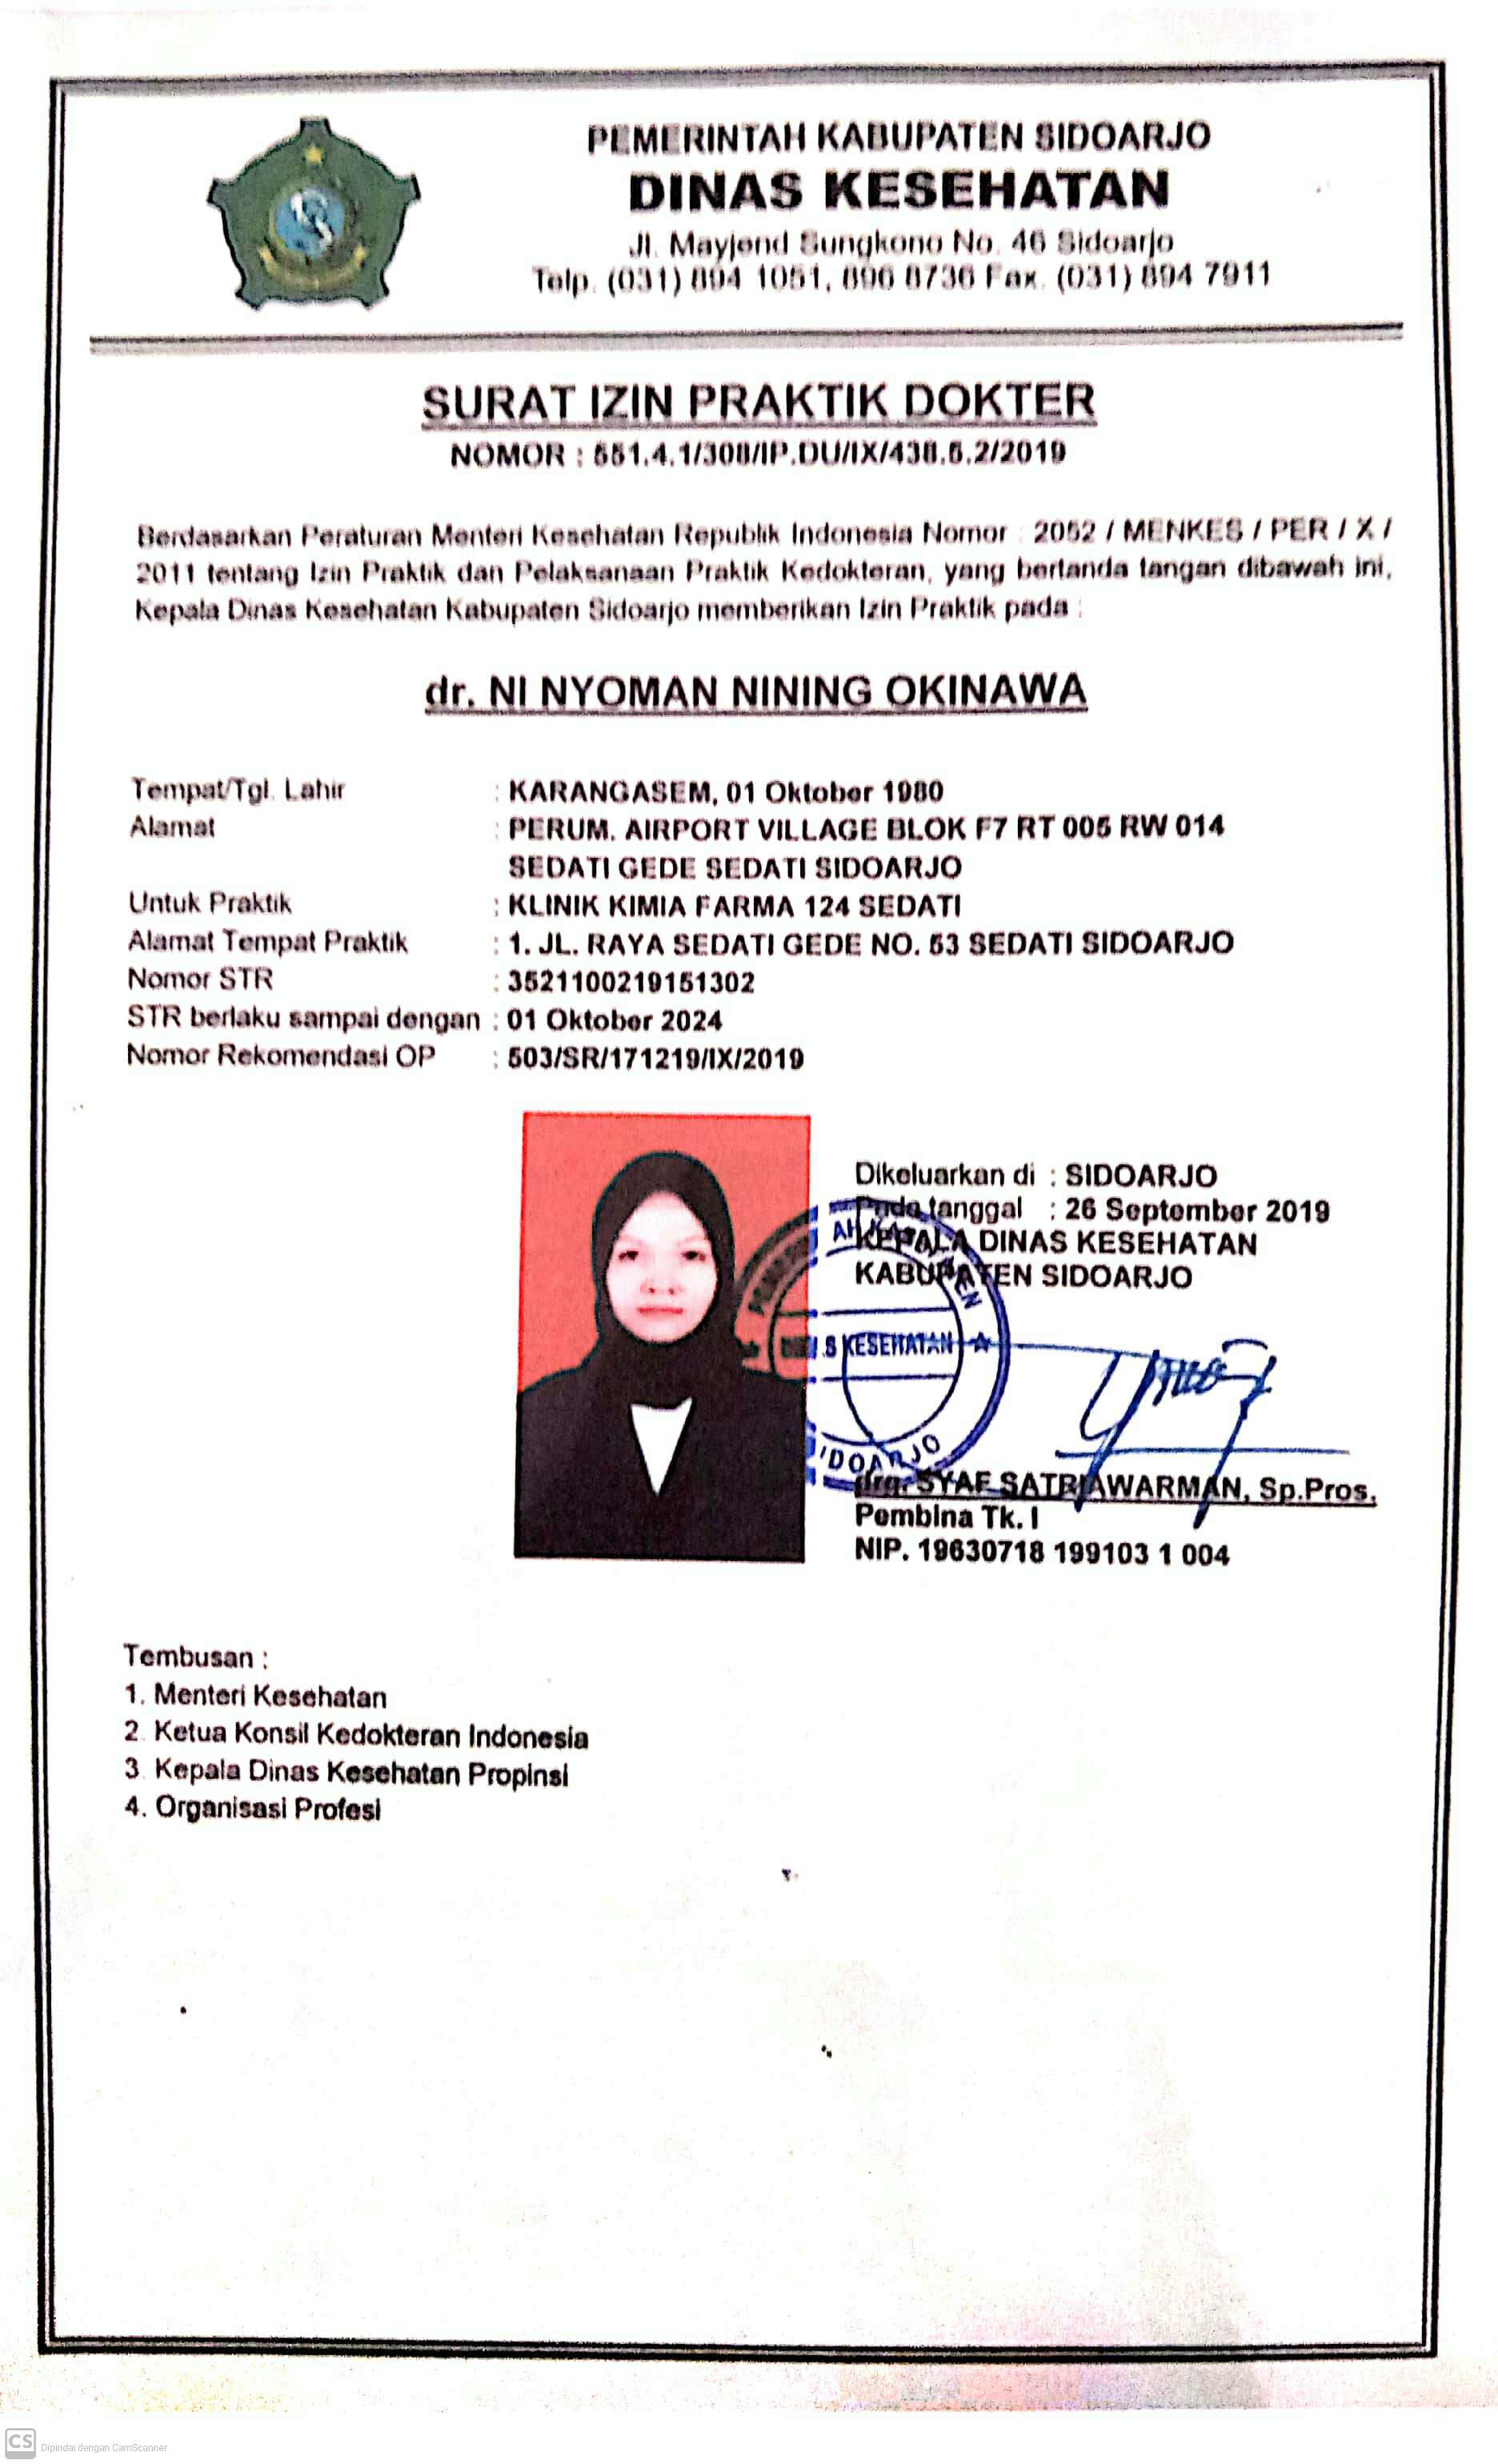 PEMERINTAH KABUPATEN SIDOARJO
DINAS KESEHATAN
Jl. Mayjend Sungkono No. 46 Sidoarjo
Telp. (031) 894 1051, 896 8736 Fax. (031) 894 7911
SURAT IZIN PRAKTIK DOKTER
NOMOR : 551.4.1/308/IP.DU/IX/438.5.2/2019
Berdasarkan Peraturan Menteri Kesehatan Republik Indonesia Nomor : 2052 / MENKES / PER / X /
2011 tentang Izin Praktik dan Pelaksanaan Praktik Kedokteran, yang bertanda tangan dibawah ini,
Kepala Dinas Kesehatan Kabupaten Sidoarjo memberikan Izin Praktik pada :
dr. NI NYOMAN NINING OKINAWA
Tempat/Tgl. Lahir : KARANGASEM, 01 Oktober 1980
Alamat : PERUM. AIRPORT VILLAGE BLOK F7 RT 005 RW 014
SEDATI GEDE SEDATI SIDOARJO
Untuk Praktik : KLINIK KIMIA FARMA 124 SEDATI
Alamat Tempat Praktik : 1. JL. RAYA SEDATI GEDE NO. 53 SEDATI SIDOARJO
Nomor STR : 3521100219151302
STR berlaku sampai dengan : 01 Oktober 2024
Nomor Rekomendasi OP : 503/SR/171219/IX/2019
Dikeluarkan di : SIDOARJO
Pada tanggal : 26 September 2019
KEPALA DINAS KESEHATAN
KABUPATEN SIDOARJO
S KESEHATAN
IDOARJO
drg. SYAF SATRIAWARMAN, Sp.Pros.
Pembina Tk. I
NIP. 19630718 199103 1 004
Tembusan :
1. Menteri Kesehatan
2. Ketua Konsil Kedokteran Indonesia
3. Kepala Dinas Kesehatan Propinsi
4. Organisasi Profesi
CS Dipindai dengan CamScanner